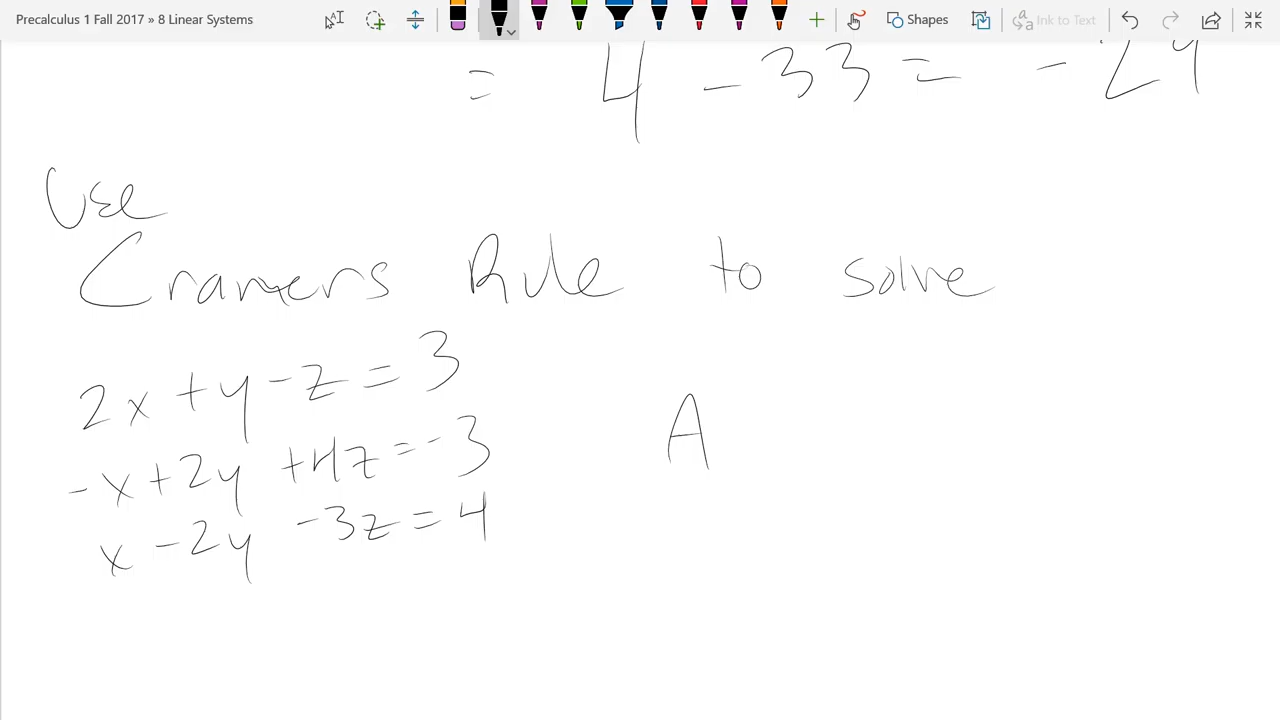 Precalculus 1 Fall 2017 » 8 Linear Systems
Shapes
Ink to Text
= 4 - 33 = - 29
Use
Cramers Rule to solve
2x + y - z = 3
-x + 2y + 4z = -3
x - 2y - 3z = 4
A